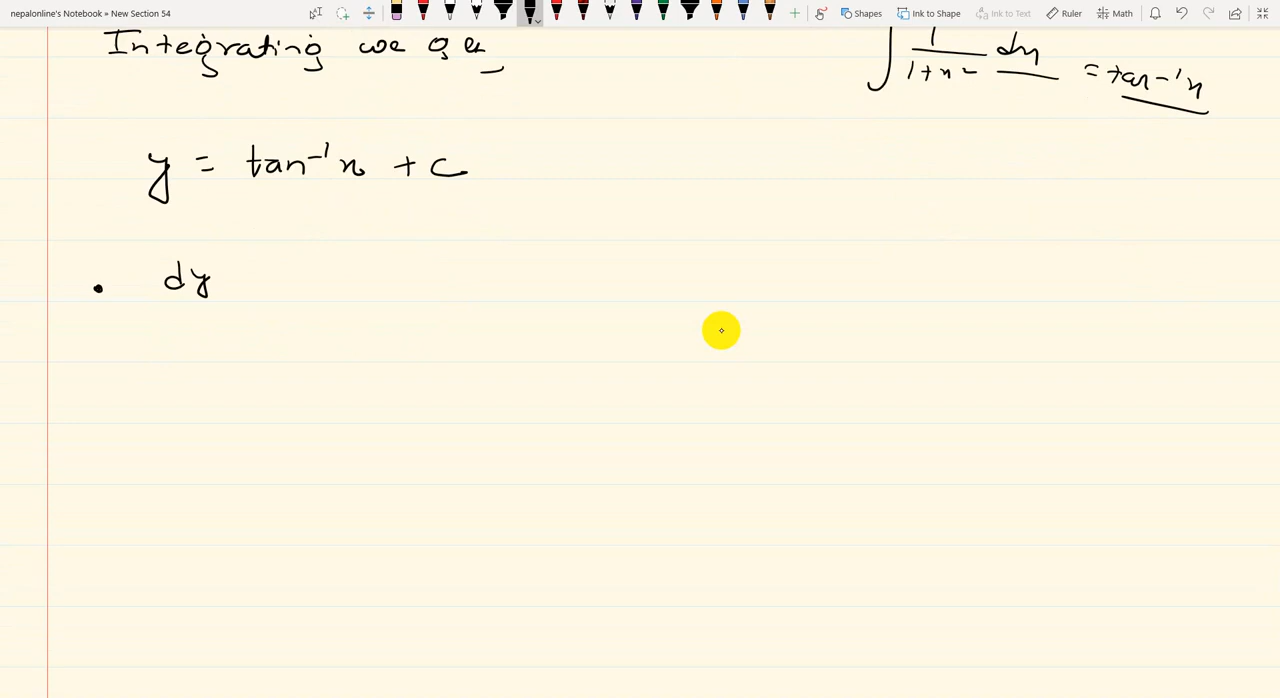 nepalonline's Notebook » New Section 54
Shapes Ink to Shape Ink to Text Ruler Math
Integrating we get
∫ 1/(1+x²) dx = tan⁻¹x
y = tan⁻¹x + c
• dy